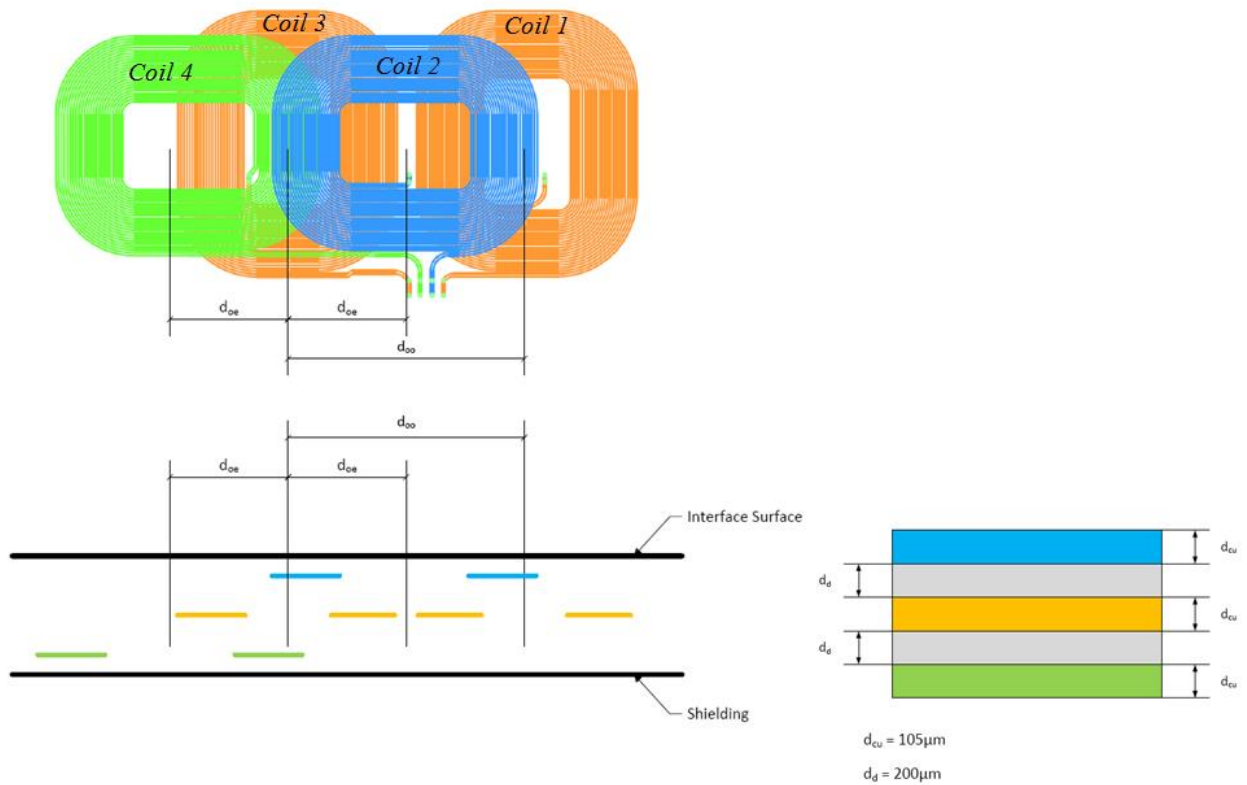 Coil 3
Coil 1
Coil 4
Coil 2
doe
doe
doo
doo
doe
doe
Interface Surface
Shielding
dcu
dd
dcu
dd
dcu
dcu = 105µm
dd = 200µm